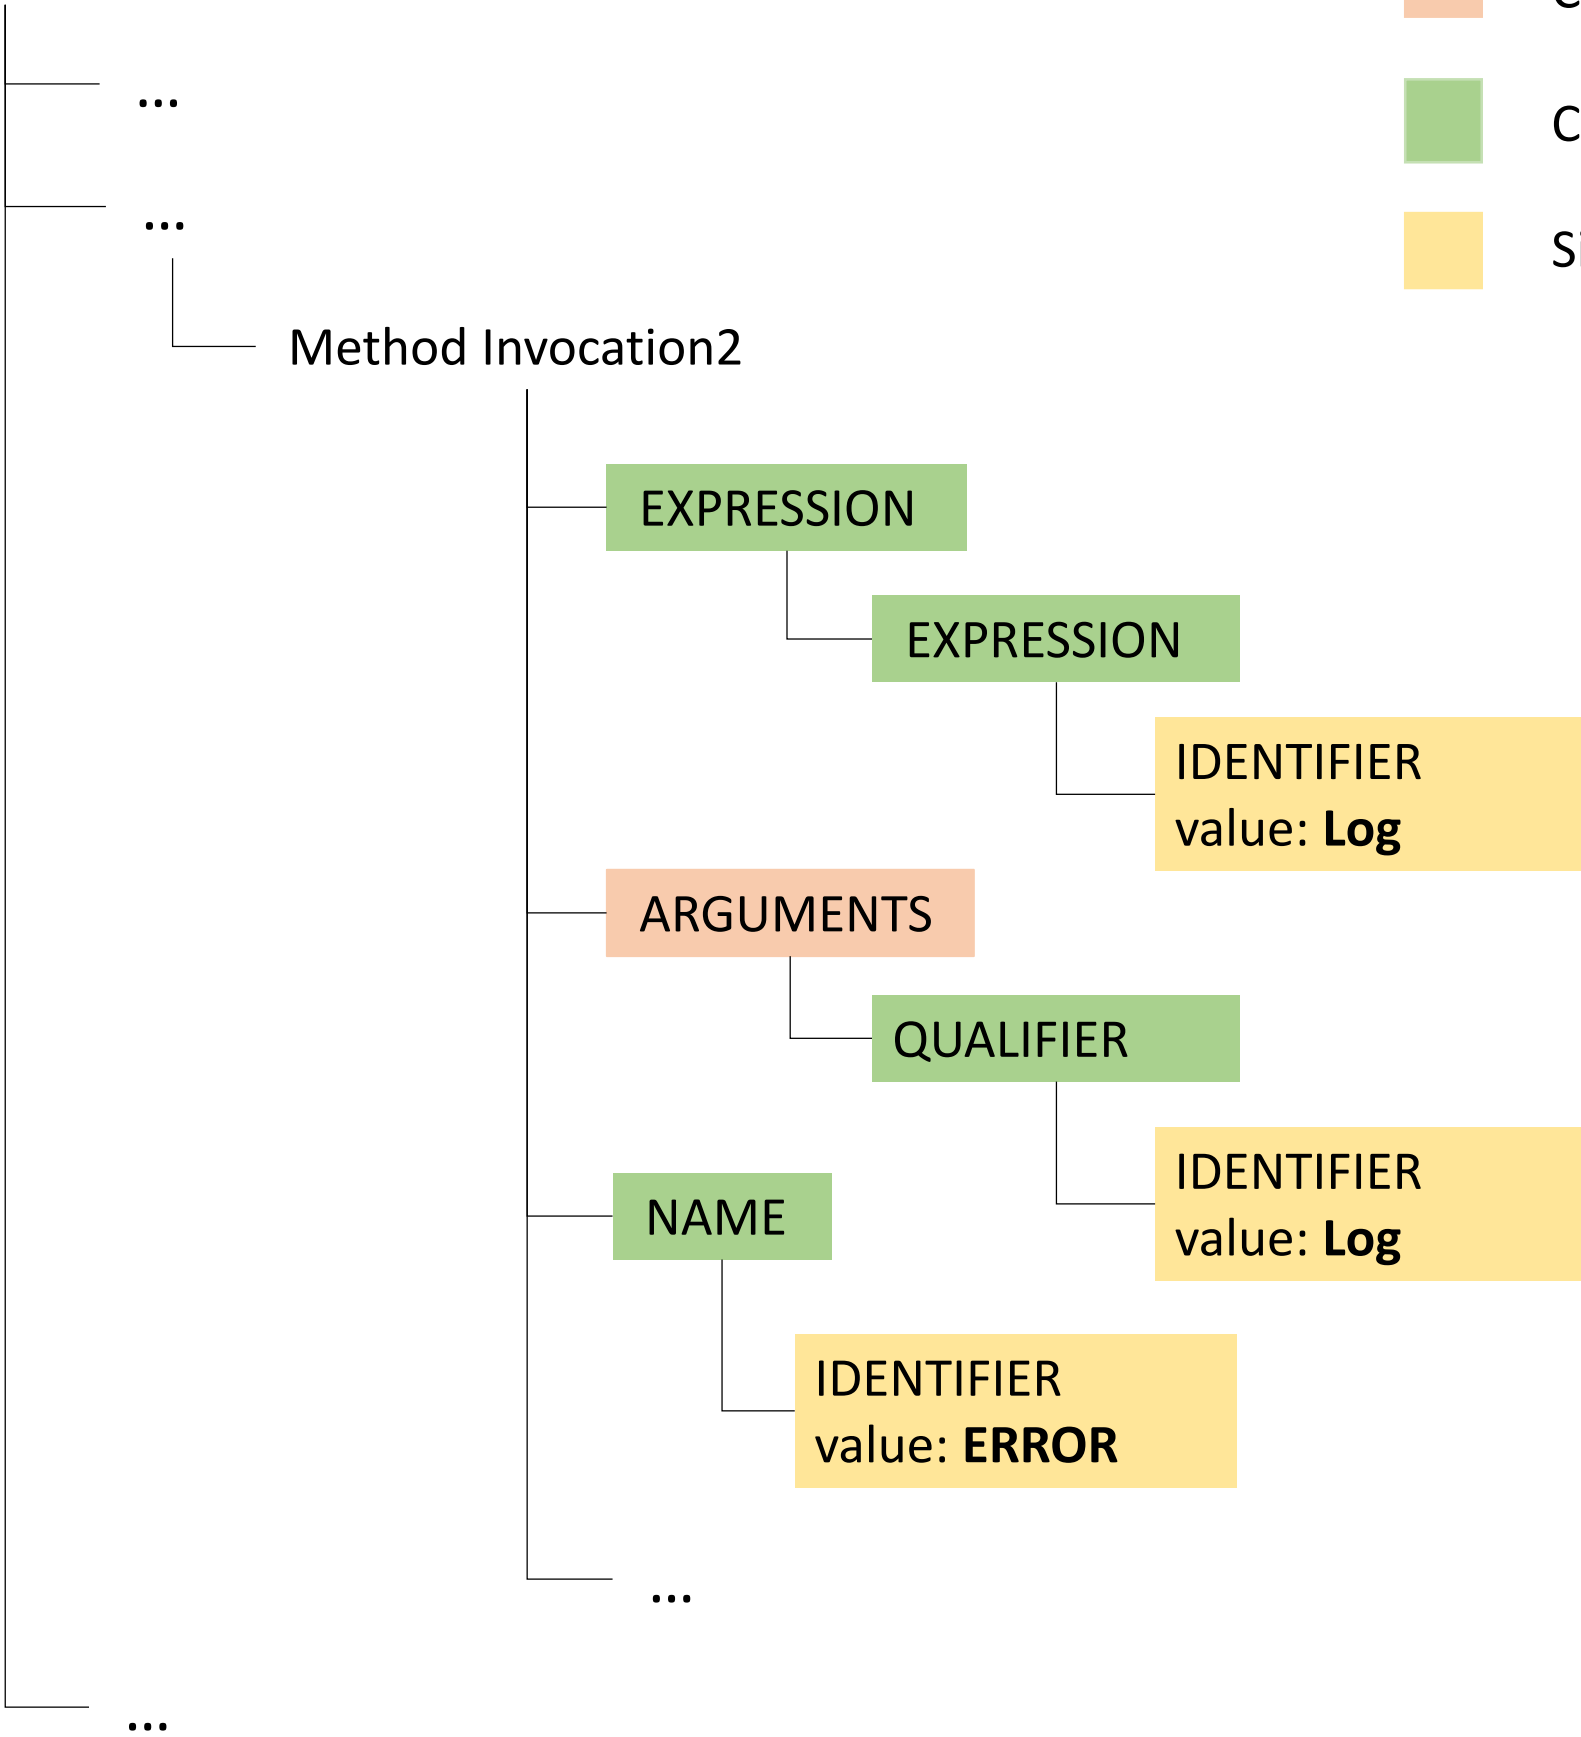 ...
...
Method Invocation2
EXPRESSION
EXPRESSION
IDENTIFIER
value: Log
ARGUMENTS
QUALIFIER
IDENTIFIER
value: Log
NAME
IDENTIFIER
value: ERROR
...
...